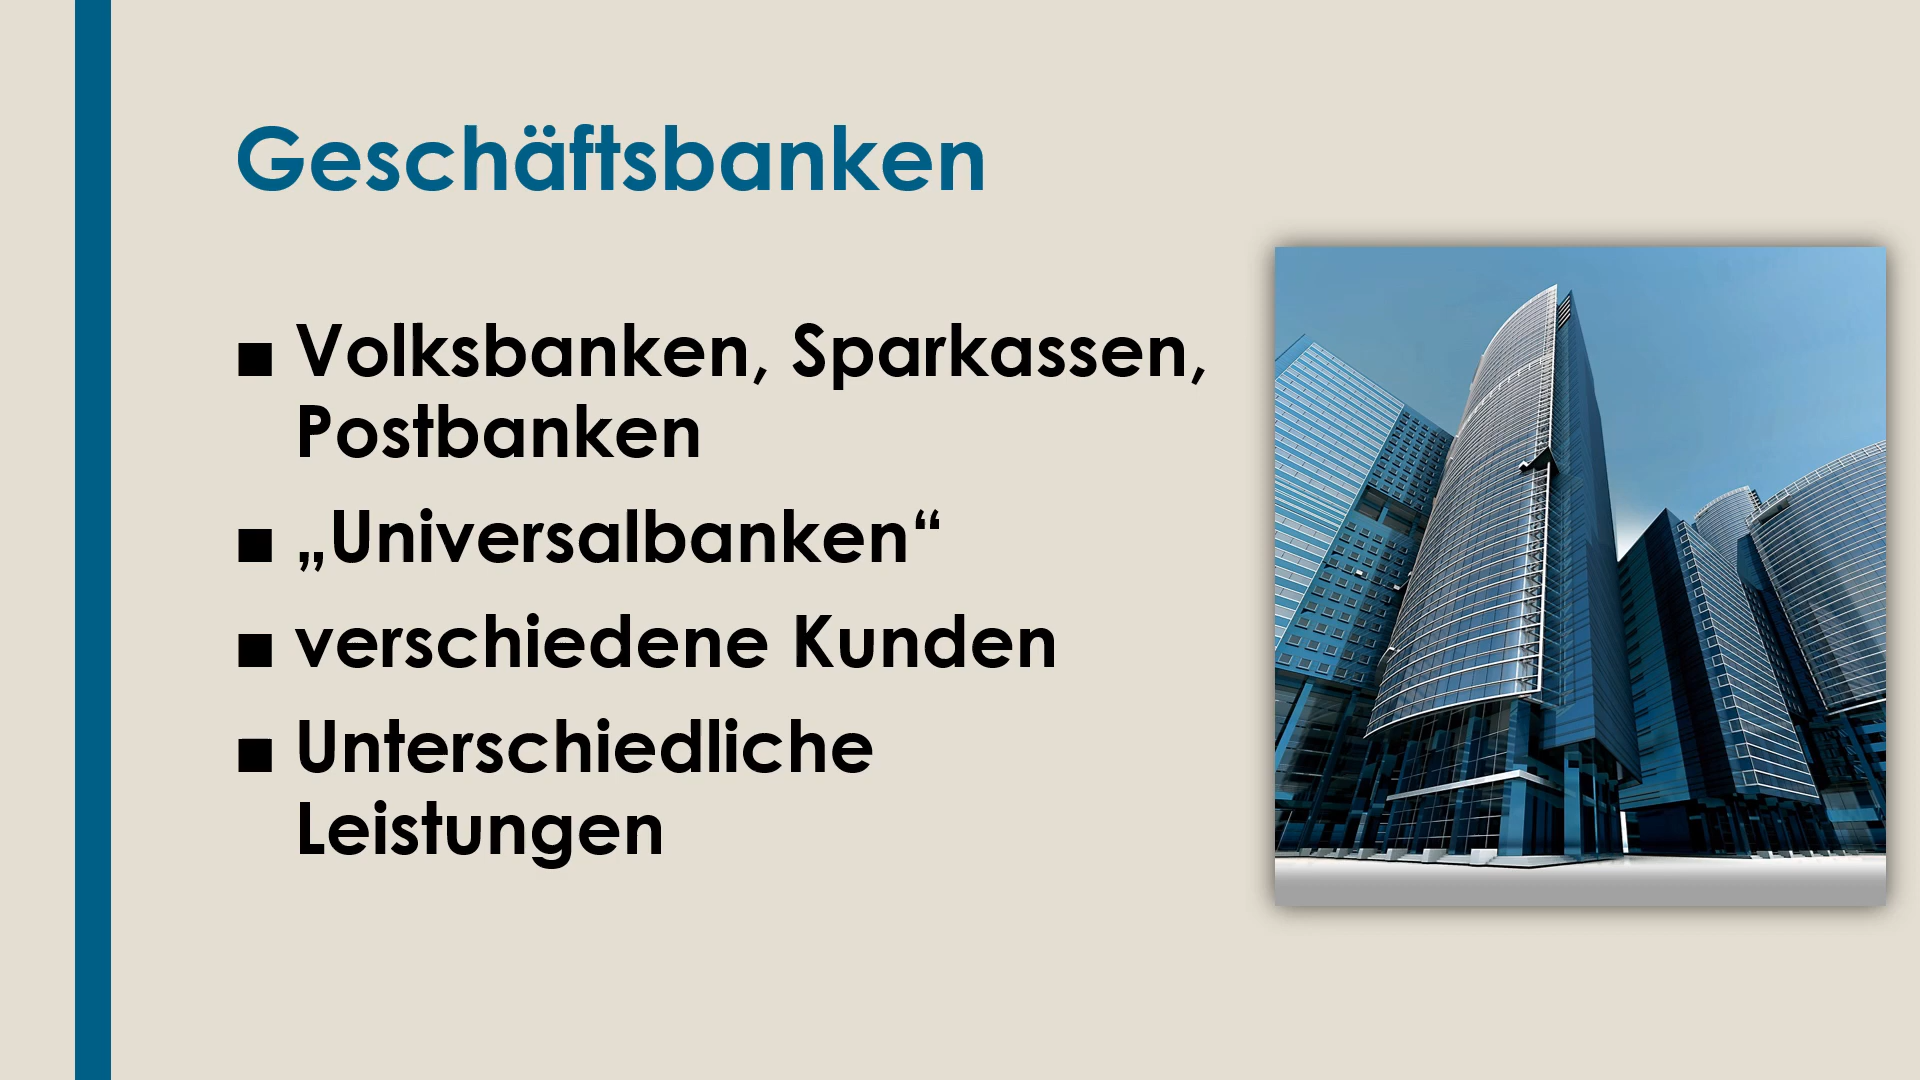 Geschäftsbanken
▪ Volksbanken, Sparkassen,
Postbanken
▪ „Universalbanken“
▪ verschiedene Kunden
▪ Unterschiedliche
Leistungen